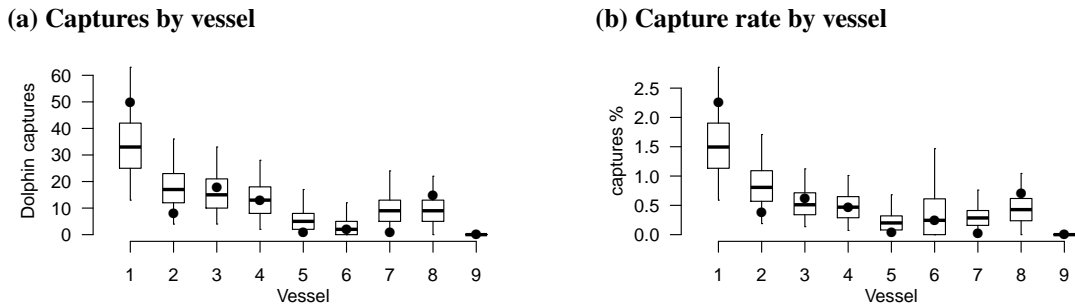 (a) Captures by vessel
(b) Capture rate by vessel
Dolphin captures
60
50
40
30
20
10
0
1 2 3 4 5 6 7 8 9
Vessel
captures %
2.5
2.0
1.5
1.0
0.5
0.0
1 2 3 4 5 6 7 8 9
Vessel